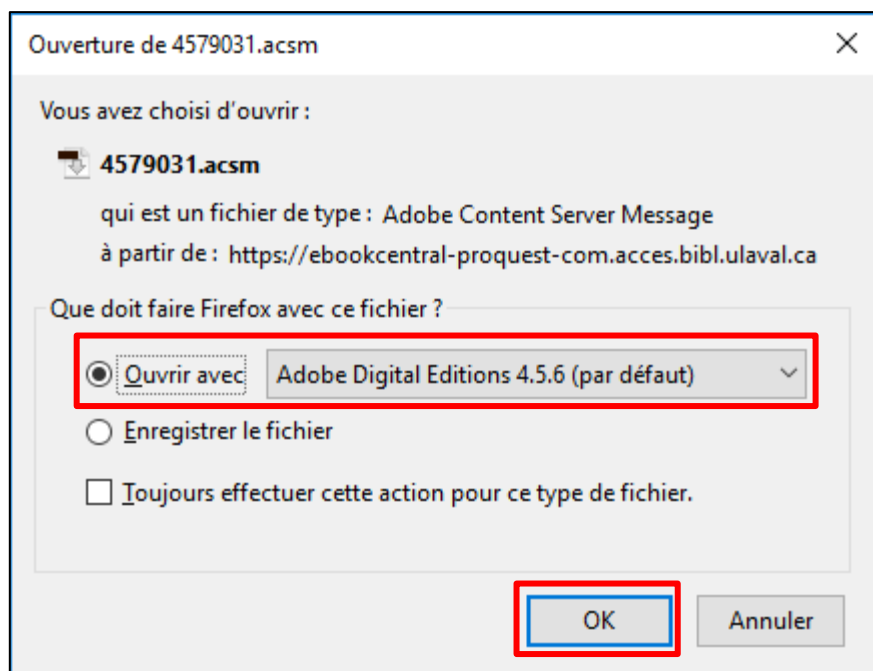 Ouverture de 4579031.acsm
Vous avez choisi d'ouvrir :
4579031.acsm
qui est un fichier de type : Adobe Content Server Message
à partir de : https://ebookcentral-proquest-com.acces.bibl.ulaval.ca
Que doit faire Firefox avec ce fichier ?
Ouvrir avec Adobe Digital Editions 4.5.6 (par défaut)
Enregistrer le fichier
Toujours effectuer cette action pour ce type de fichier.
OK Annuler